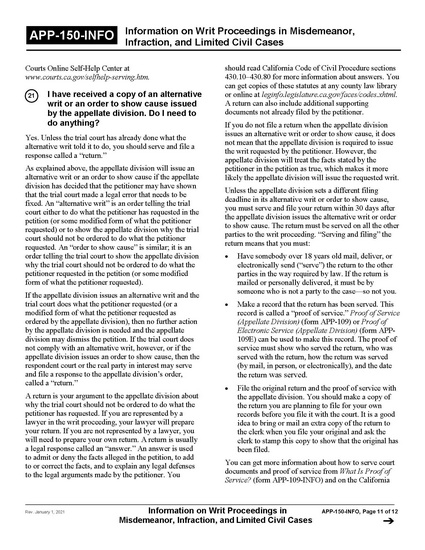 APP-150-INFO
Information on Writ Proceedings in Misdemeanor,
Infraction, and Limited Civil Cases
Courts Online Self-Help Center at
www.courts.ca.gov/selfhelp-serving.htm.
21 I have received a copy of an alternative
writ or an order to show cause issued
by the appellate division. Do I need to
do anything?
Yes. Unless the trial court has already done what the
alternative writ told it to do, you should serve and file a
response called a “return.”
As explained above, the appellate division will issue an
alternative writ or an order to show cause if the appellate
division has decided that the petitioner may have shown
that the trial court made a legal error that needs to be
fixed. An “alternative writ” is an order telling the trial
court either to do what the petitioner has requested in the
petition (or some modified form of what the petitioner
requested) or to show the appellate division why the trial
court should not be ordered to do what the petitioner
requested. An “order to show cause” is similar; it is an
order telling the trial court to show the appellate division
why the trial court should not be ordered to do what the
petitioner requested in the petition (or some modified
form of what the petitioner requested).
If the appellate division issues an alternative writ and the
trial court does what the petitioner requested (or a
modified form of what the petitioner requested as
ordered by the appellate division), then no further action
by the appellate division is needed and the appellate
division may dismiss the petition. If the trial court does
not comply with an alternative writ, however, or if the
appellate division issues an order to show cause, then the
respondent court or the real party in interest may serve
and file a response to the appellate division’s order,
called a “return.”
A return is your argument to the appellate division about
why the trial court should not be ordered to do what the
petitioner has requested. If you are represented by a
lawyer in the writ proceeding, your lawyer will prepare
your return. If you are not represented by a lawyer, you
will need to prepare your own return. A return is usually
a legal response called an “answer.” An answer is used
to admit or deny the facts alleged in the petition, to add
to or correct the facts, and to explain any legal defenses
to the legal arguments made by the petitioner. You
should read California Code of Civil Procedure sections
430.10–430.80 for more information about answers. You
can get copies of these statutes at any county law library
or online at leginfo.legislature.ca.gov/faces/codes.xhtml.
A return can also include additional supporting
documents not already filed by the petitioner.
If you do not file a return when the appellate division
issues an alternative writ or order to show cause, it does
not mean that the appellate division is required to issue
the writ requested by the petitioner. However, the
appellate division will treat the facts stated by the
petitioner in the petition as true, which makes it more
likely the appellate division will issue the requested writ.
Unless the appellate division sets a different filing
deadline in its alternative writ or order to show cause,
you must serve and file your return within 30 days after
the appellate division issues the alternative writ or order
to show cause. The return must be served on all the other
parties to the writ proceeding. “Serving and filing” the
return means that you must:
• Have somebody over 18 years old mail, deliver, or
electronically send (“serve”) the return to the other
parties in the way required by law. If the return is
mailed or personally delivered, it must be by
someone who is not a party to the case—so not you.
• Make a record that the return has been served. This
record is called a “proof of service.” Proof of Service
(Appellate Division) (form APP-109) or Proof of
Electronic Service (Appellate Division) (form APP-
109E) can be used to make this record. The proof of
service must show who served the return, who was
served with the return, how the return was served
(by mail, in person, or electronically), and the date
the return was served.
• File the original return and the proof of service with
the appellate division. You should make a copy of
the return you are planning to file for your own
records before you file it with the court. It is a good
idea to bring or mail an extra copy of the return to
the clerk when you file your original and ask the
clerk to stamp this copy to show that the original has
been filed.
You can get more information about how to serve court
documents and proof of service from What Is Proof of
Service? (form APP-109-INFO) and on the California
Rev. January 1, 2021
Information on Writ Proceedings in
Misdemeanor, Infraction, and Limited Civil Cases
APP-150-INFO, Page 11 of 12